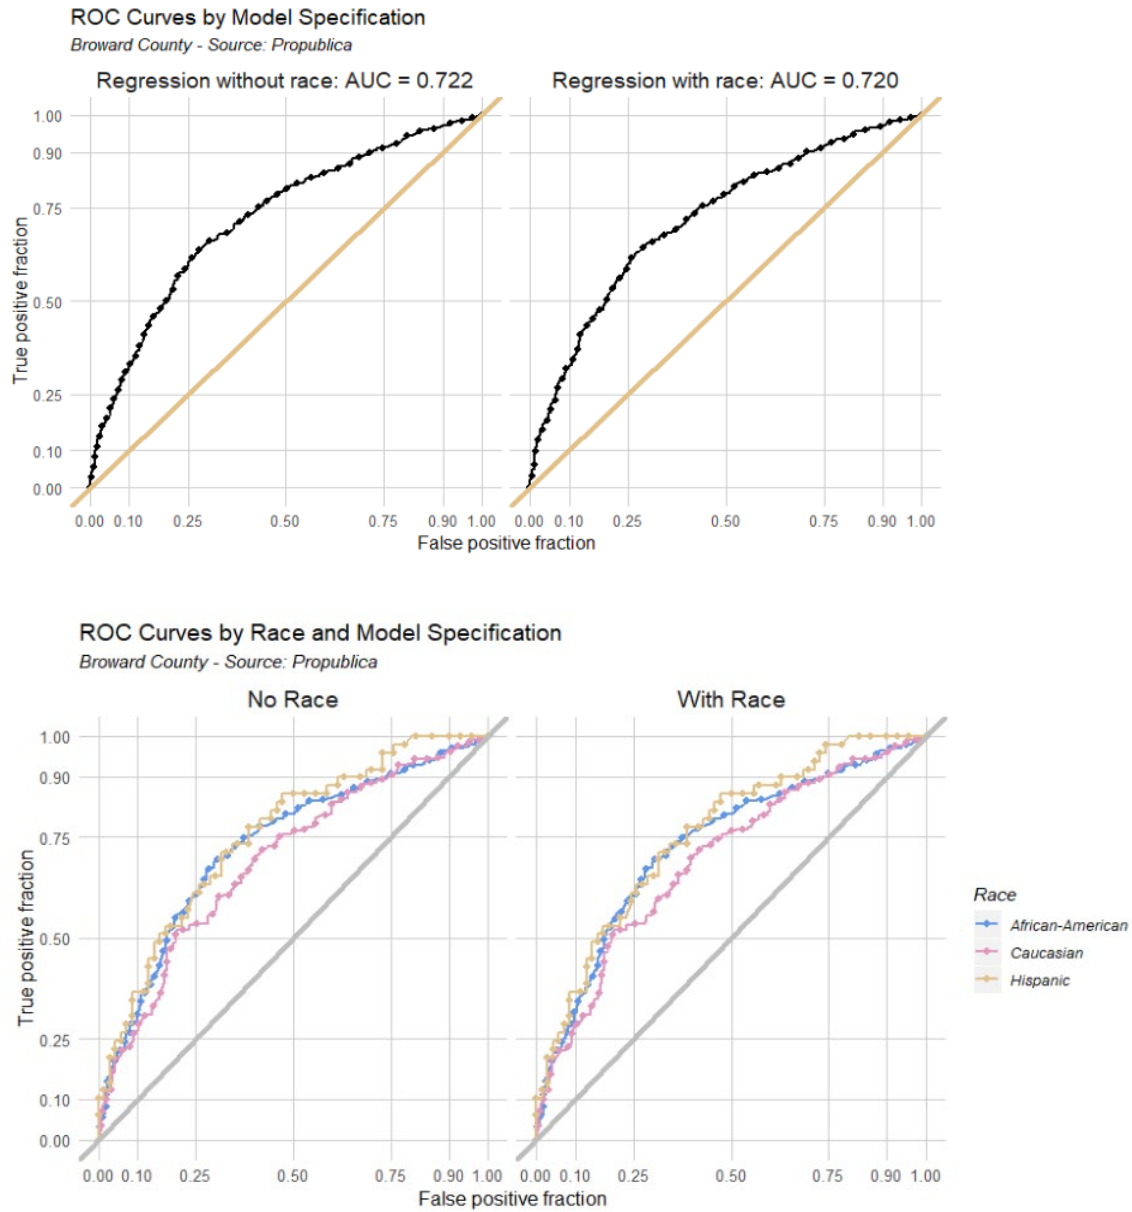 ROC Curves by Model Specification
Broward County - Source: Propublica
Regression without race: AUC = 0.722
Regression with race: AUC = 0.720
True positive fraction
1.00
0.90
0.75
0.50
0.25
0.10
0.00
0.00 0.10 0.25 0.50 0.75 0.90 1.00
0.00 0.10 0.25 0.50 0.75 0.90 1.00
False positive fraction
ROC Curves by Race and Model Specification
Broward County - Source: Propublica
No Race
With Race
True positive fraction
1.00
0.90
0.75
0.50
0.25
0.10
0.00
0.00 0.10 0.25 0.50 0.75 0.90 1.00
0.00 0.10 0.25 0.50 0.75 0.90 1.00
False positive fraction
Race
African-American
Caucasian
Hispanic